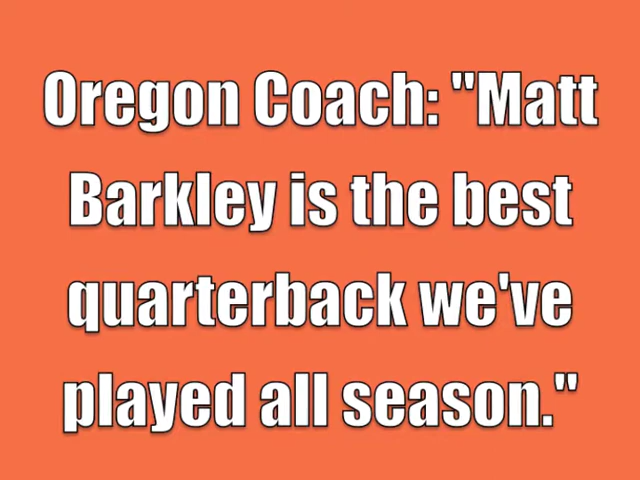 Oregon Coach: "Matt
Barkley is the best
quarterback we've
played all season."